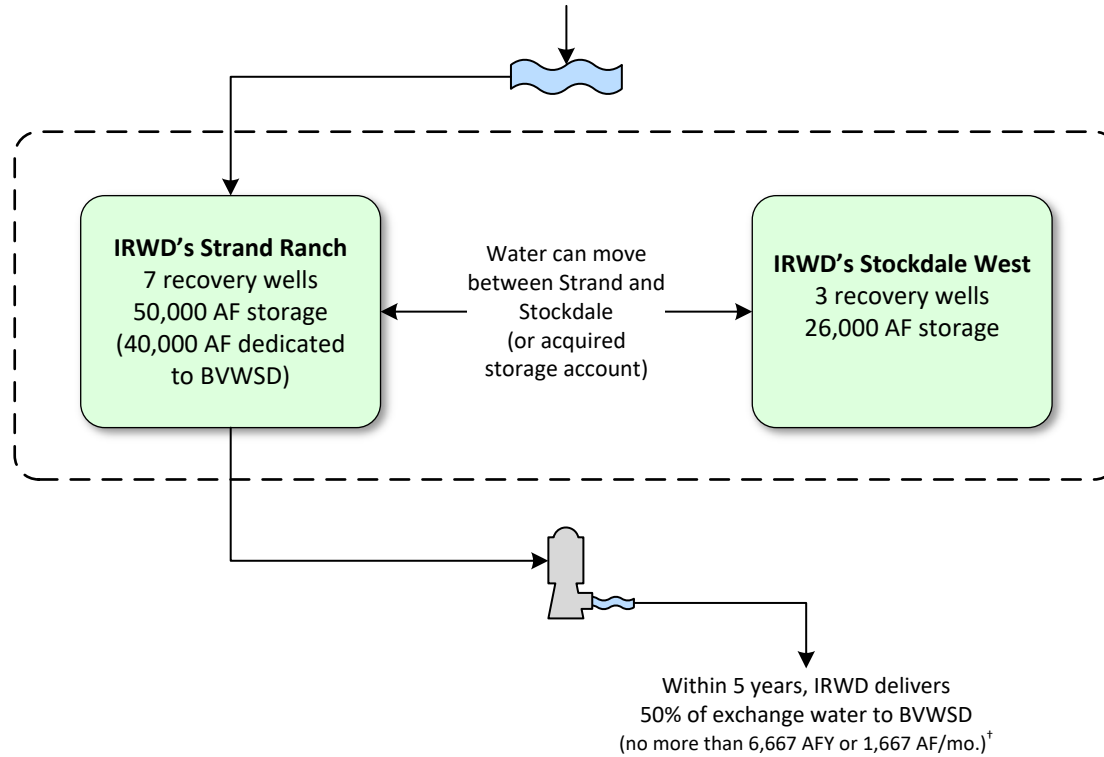 IRWD’s Strand Ranch
7 recovery wells
50,000 AF storage
(40,000 AF dedicated
to BVWSD)
Water can move
between Strand and
Stockdale
(or acquired
storage account)
IRWD’s Stockdale West
3 recovery wells
26,000 AF storage
Within 5 years, IRWD delivers
50% of exchange water to BVWSD
(no more than 6,667 AFY or 1,667 AF/mo.)†